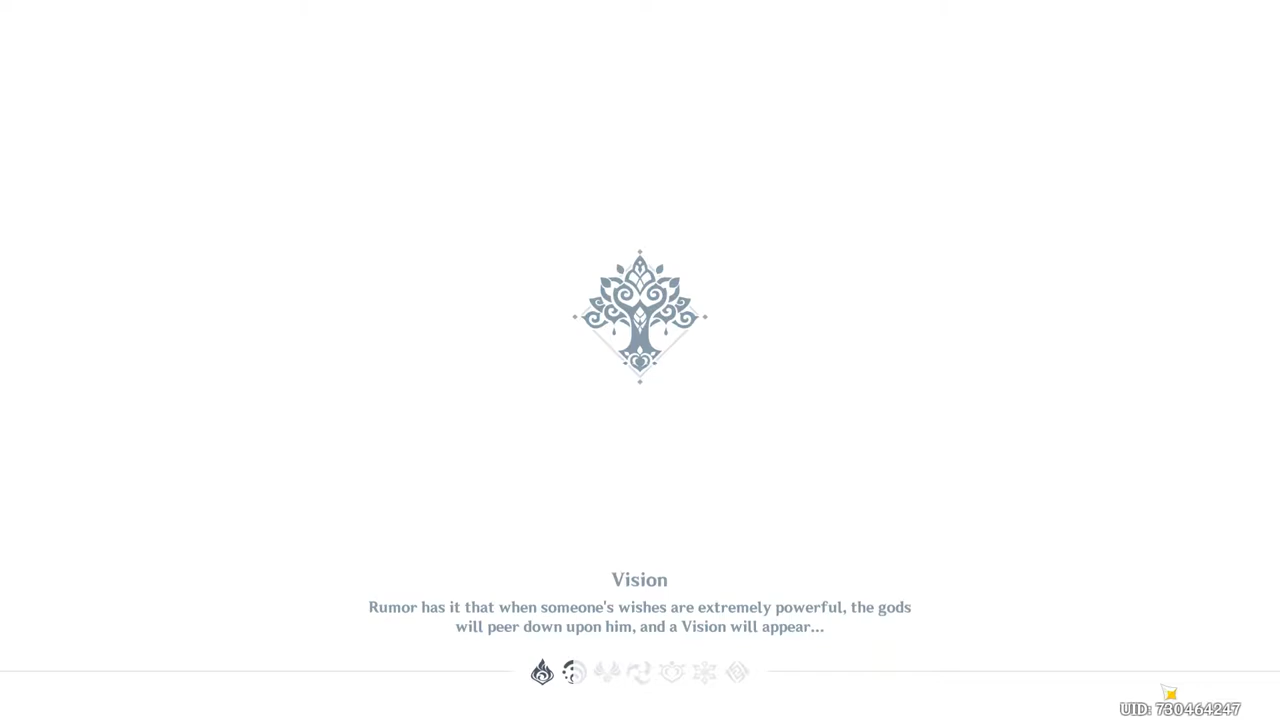 Vision
Rumor has it that when someone's wishes are extremely powerful, the gods
will peer down upon him, and a Vision will appear...
UID: 730464247